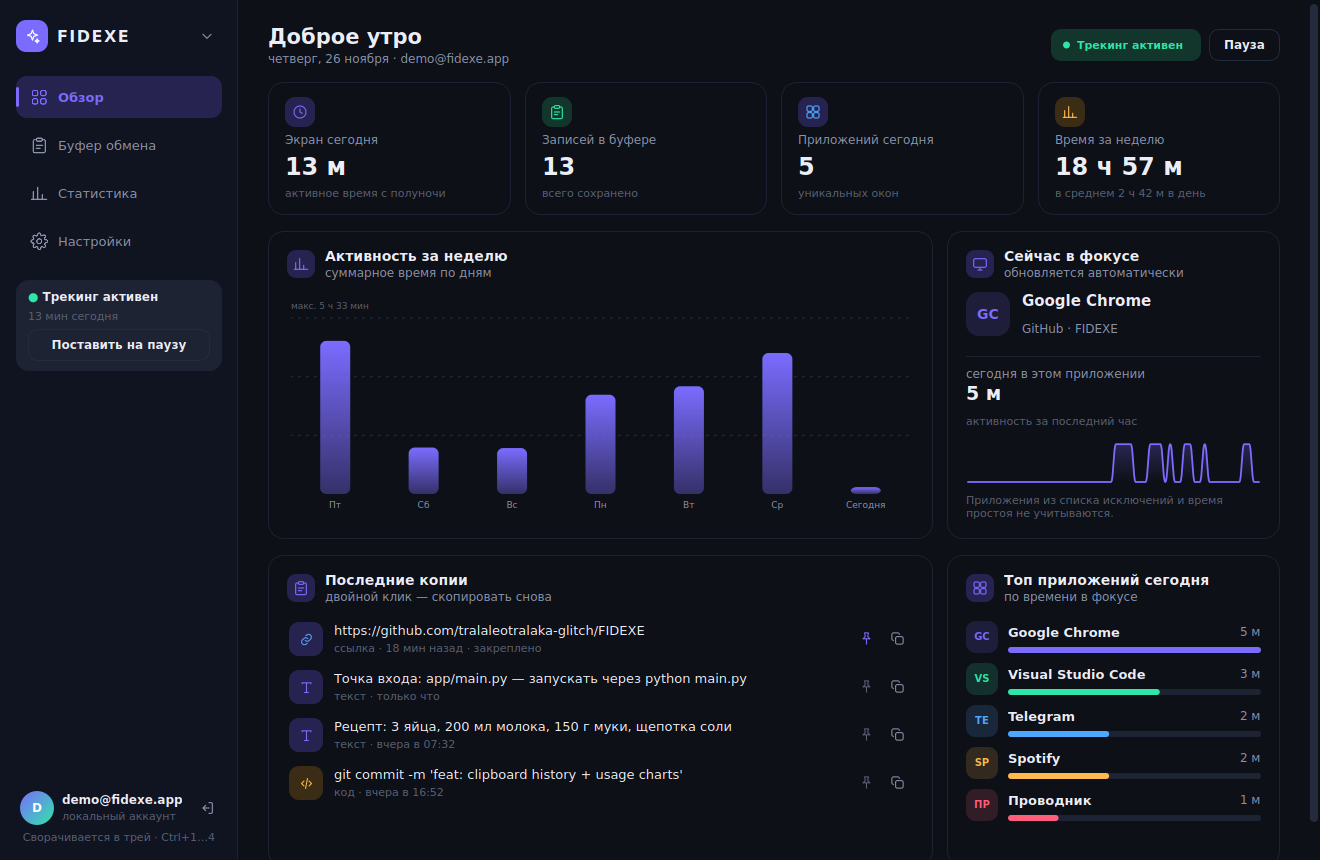 FIDEXE
Обзор
Буфер обмена
Статистика
Настройки
Трекинг активен
13 мин сегодня
Поставить на паузу
D
demo@fidexe.app
локальный аккаунт
Сворачивается в трей · Ctrl+1…4
Доброе утро
четверг, 26 ноября · demo@fidexe.app
Трекинг активен
Пауза
Экран сегодня
13 м
активное время с полуночи
Записей в буфере
13
всего сохранено
Приложений сегодня
5
уникальных окон
Время за неделю
18 ч 57 м
в среднем 2 ч 42 м в день
Активность за неделю
суммарное время по дням
макс. 5 ч 33 мин
Пт Сб Вс Пн Вт Ср Сегодня
Сейчас в фокусе
обновляется автоматически
GC
Google Chrome
GitHub · FIDEXE
сегодня в этом приложении
5 м
активность за последний час
Приложения из списка исключений и время
простоя не учитываются.
Последние копии
двойной клик — скопировать снова
https://github.com/tralaleotralaka-glitch/FIDEXE
ссылка · 18 мин назад · закреплено
Точка входа: app/main.py — запускать через python main.py
текст · только что
Рецепт: 3 яйца, 200 мл молока, 150 г муки, щепотка соли
текст · вчера в 07:32
git commit -m 'feat: clipboard history + usage charts'
код · вчера в 16:52
Топ приложений сегодня
по времени в фокусе
GC Google Chrome 5 м
VS Visual Studio Code 3 м
TE Telegram 2 м
SP Spotify 2 м
ПР Проводник 1 м